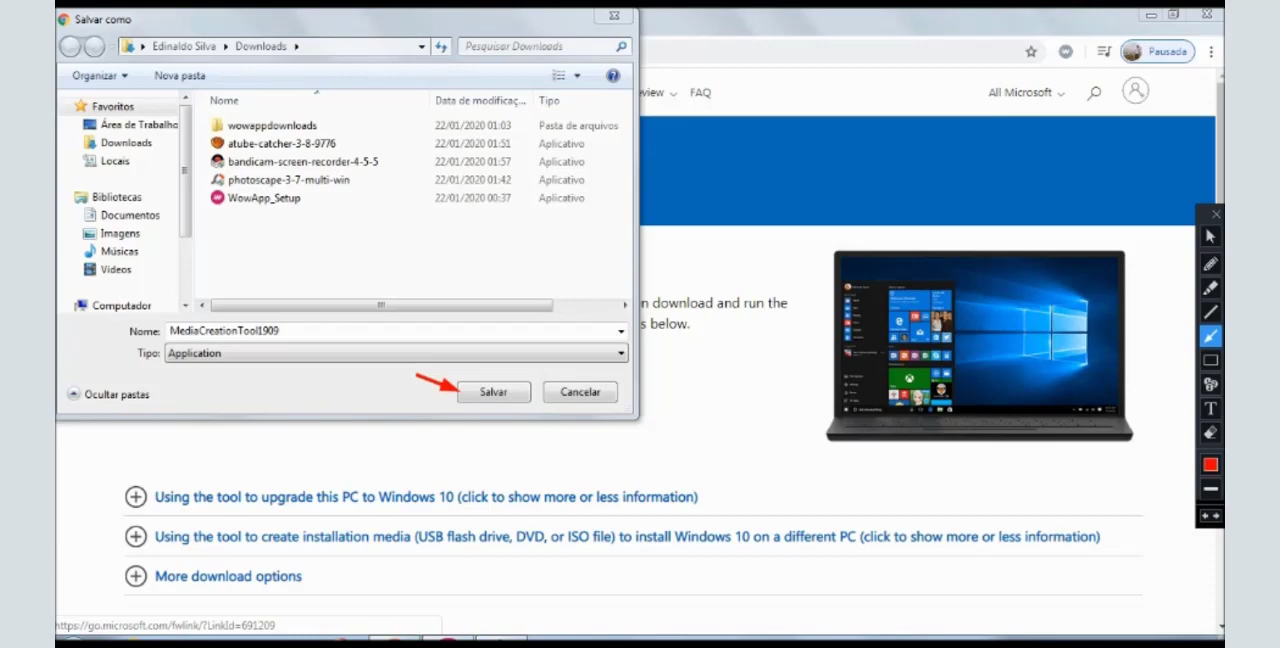 Salvar como
Edinaldo Silva
Downloads
Pesquisar Downloads
Pausada
Organizar
Nova pasta
Nome
Data de modificaç...
Tipo
Favoritos
Área de Trabalho
Downloads
Locais
Bibliotecas
Documentos
Imagens
Músicas
Vídeos
Computador
wowappdownloads 22/01/2020 01:03 Pasta de arquivos
atube-catcher-3-8-9776 22/01/2020 01:51 Aplicativo
bandicam-screen-recorder-4-5-5 22/01/2020 01:57 Aplicativo
photoscape-3-7-multi-win 22/01/2020 01:42 Aplicativo
WowApp_Setup 22/01/2020 00:37 Aplicativo
Nome: MediaCreationTool1909
Tipo: Application
Ocultar pastas
Salvar
Cancelar
FAQ
All Microsoft
download and run the
below.
Using the tool to upgrade this PC to Windows 10 (click to show more or less information)
Using the tool to create installation media (USB flash drive, DVD, or ISO file) to install Windows 10 on a different PC (click to show more or less information)
More download options
https://go.microsoft.com/fwlink/?LinkId=691209
T